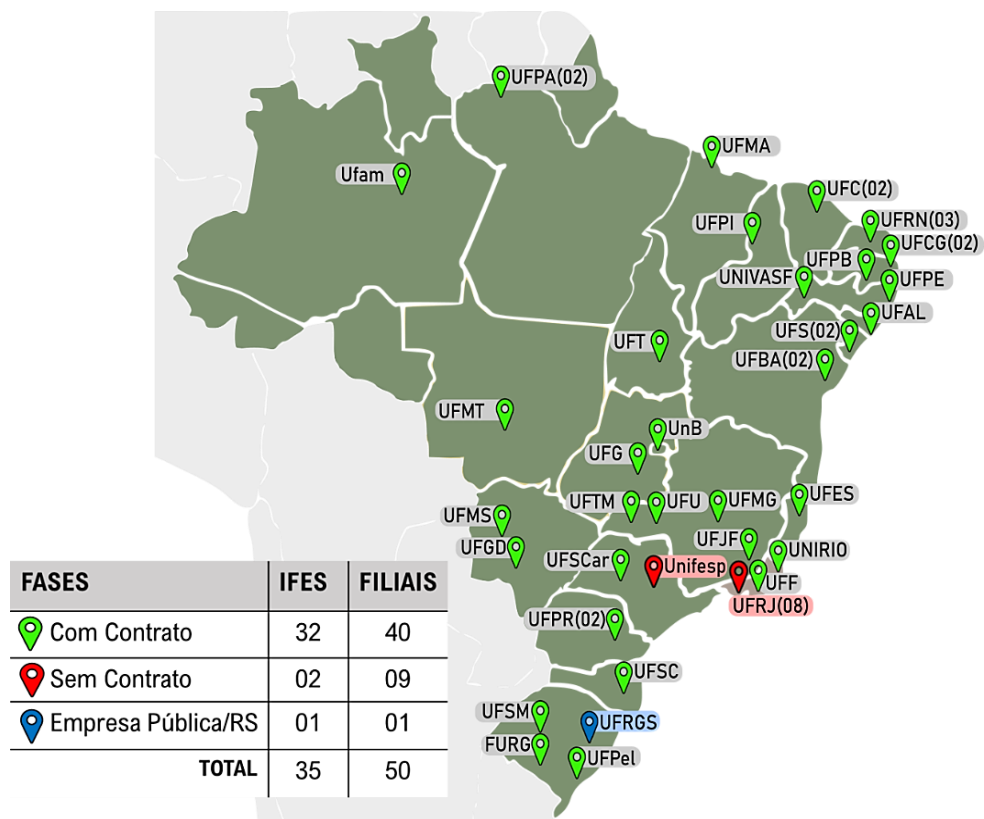 UFPA(02)
UFMA
Ufam
UFC(02)
UFPI
UFRN(03)
UFCG(02)
UFPB
UNIVASF
UFPE
UFAL
UFS(02)
UFT
UFBA(02)
UFMT
UnB
UFG
UFTM
UFU
UFMG
UFES
UFMS
UFJF
UFGD
UNIRIO
UFSCar
Unifesp
UFF
UFRJ(08)
UFPR(02)
UFSC
UFSM
UFRGS
FURG
UFPel
FASES IFES FILIAIS
Com Contrato 32 40
Sem Contrato 02 09
Empresa Pública/RS 01 01
TOTAL 35 50